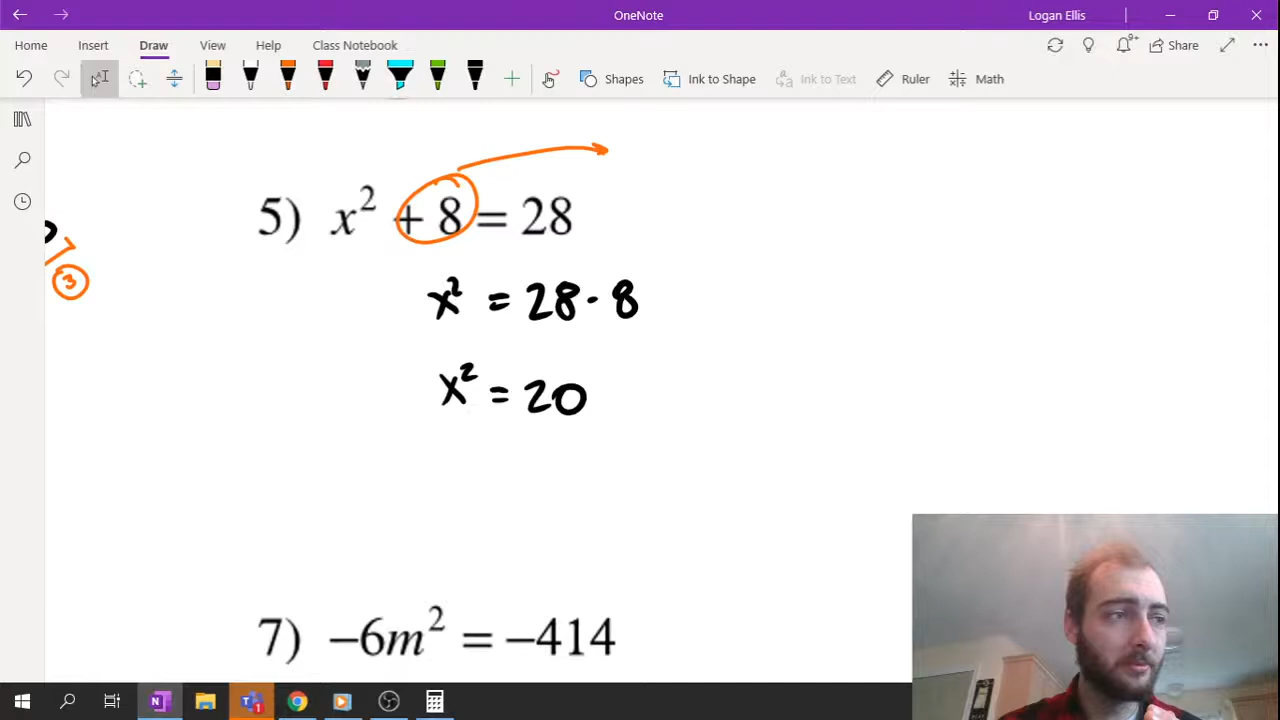 OneNote
Logan Ellis
Home Insert Draw View Help Class Notebook
9+ Share
Shapes Ink to Shape Ink to Text Ruler Math
5) x² + 8 = 28
x² = 28 - 8
3
x² = 20
7) −6m² = −414